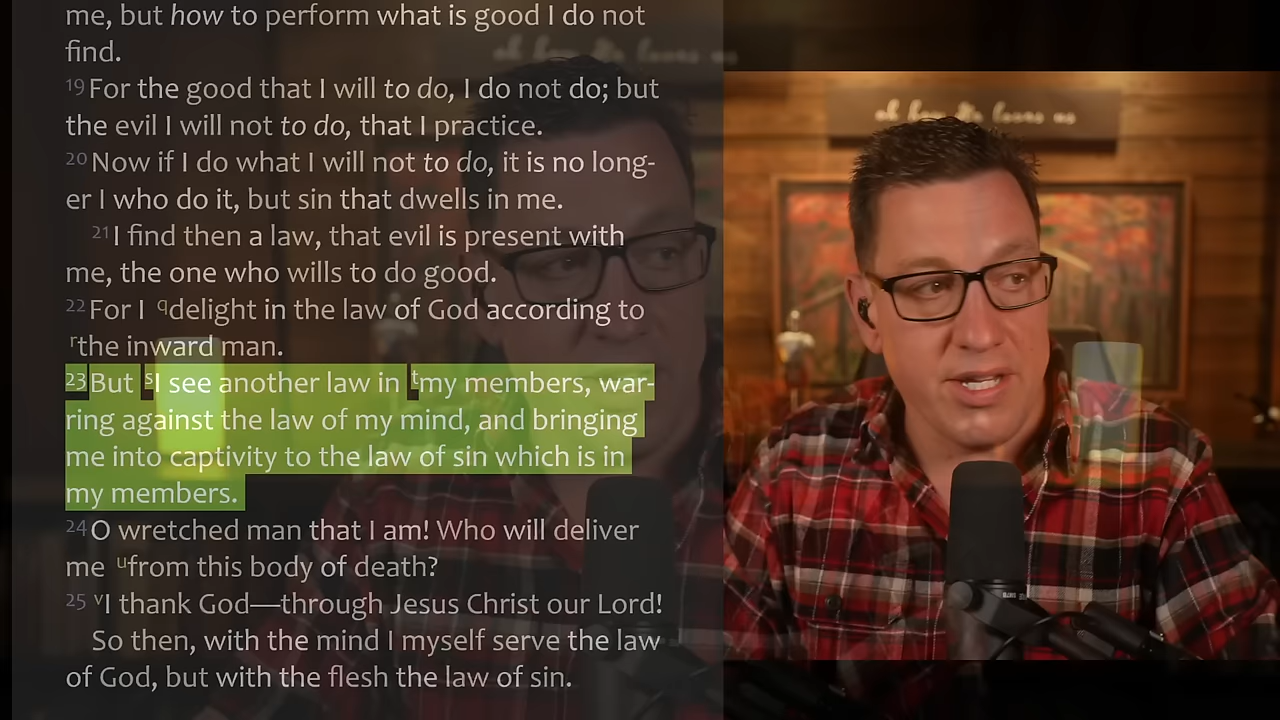 me, but how to perform what is good I do not
find.
19 For the good that I will to do, I do not do; but
the evil I will not to do, that I practice.
20 Now if I do what I will not to do, it is no long-
er I who do it, but sin that dwells in me.
21 I find then a law, that evil is present with
me, the one who wills to do good.
22 For I q delight in the law of God according to
r the inward man.
23 But s I see another law in t my members, war-
ring against the law of my mind, and bringing
me into captivity to the law of sin which is in
my members.
24 O wretched man that I am! Who will deliver
me u from this body of death?
25 v I thank God—through Jesus Christ our Lord!
So then, with the mind I myself serve the law
of God, but with the flesh the law of sin.
oh how He loves us